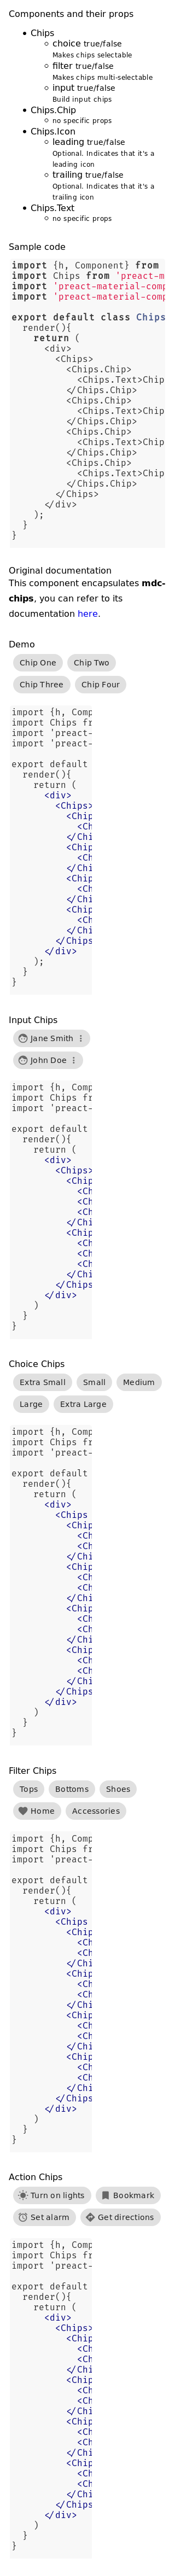 Components and their props
Chips
choice true/false
Makes chips selectable
filter true/false
Makes chips multi-selectable
input true/false
Build input chips
Chips.Chip
no specific props
Chips.Icon
leading true/false
Optional. Indicates that it's a
leading icon
trailing true/false
Optional. Indicates that it's a
trailing icon
Chips.Text
no specific props
Sample code
import {h, Component} from
import Chips from 'preact-m
import 'preact-material-comp
import 'preact-material-comp
export default class Chips
render(){
return (
<div>
<Chips>
<Chips.Chip>
<Chips.Text>Chip
</Chips.Chip>
<Chips.Chip>
<Chips.Text>Chip
</Chips.Chip>
<Chips.Chip>
<Chips.Text>Chip
</Chips.Chip>
<Chips.Chip>
<Chips.Text>Chip
</Chips.Chip>
</Chips>
</div>
);
}
}
Original documentation
This component encapsulates mdc-
chips, you can refer to its
documentation here.
Demo
Chip One Chip Two
Chip Three Chip Four
import {h, Comp
import Chips fr
import 'preact-
import 'preact-
export default
render(){
return (
<div>
<Chips>
<Chip
<Ch
</Chi
<Chip
<Ch
</Chi
<Chip
<Ch
</Chi
<Chip
<Ch
</Chi
</Chips
</div>
);
}
}
Input Chips
Jane Smith
John Doe
import {h, Comp
import Chips fr
import 'preact-
export default
render(){
return (
<div>
<Chips>
<Chip
<Ch
<Ch
<Ch
</Chi
<Chip
<Ch
<Ch
<Ch
</Chi
</Chips
</div>
)
}
}
Choice Chips
Extra Small Small Medium
Large Extra Large
import {h, Comp
import Chips fr
import 'preact-
export default
render(){
return (
<div>
<Chips
<Chip
<Ch
<Ch
</Chi
<Chip
<Ch
<Ch
</Chi
<Chip
<Ch
<Ch
</Chi
<Chip
<Ch
<Ch
</Chi
</Chips
</div>
)
}
}
Filter Chips
Tops Bottoms Shoes
Home Accessories
import {h, Comp
import Chips fr
import 'preact-
export default
render(){
return (
<div>
<Chips
<Chip
<Ch
<Ch
</Chi
<Chip
<Ch
<Ch
</Chi
<Chip
<Ch
<Ch
</Chi
<Chip
<Ch
<Ch
</Chi
</Chips
</div>
)
}
}
Action Chips
Turn on lights Bookmark
Set alarm Get directions
import {h, Comp
import Chips fr
import 'preact-
export default
render(){
return (
<div>
<Chips>
<Chip
<Ch
<Ch
</Chi
<Chip
<Ch
<Ch
</Chi
<Chip
<Ch
<Ch
</Chi
<Chip
<Ch
<Ch
</Chi
</Chips
</div>
)
}
}